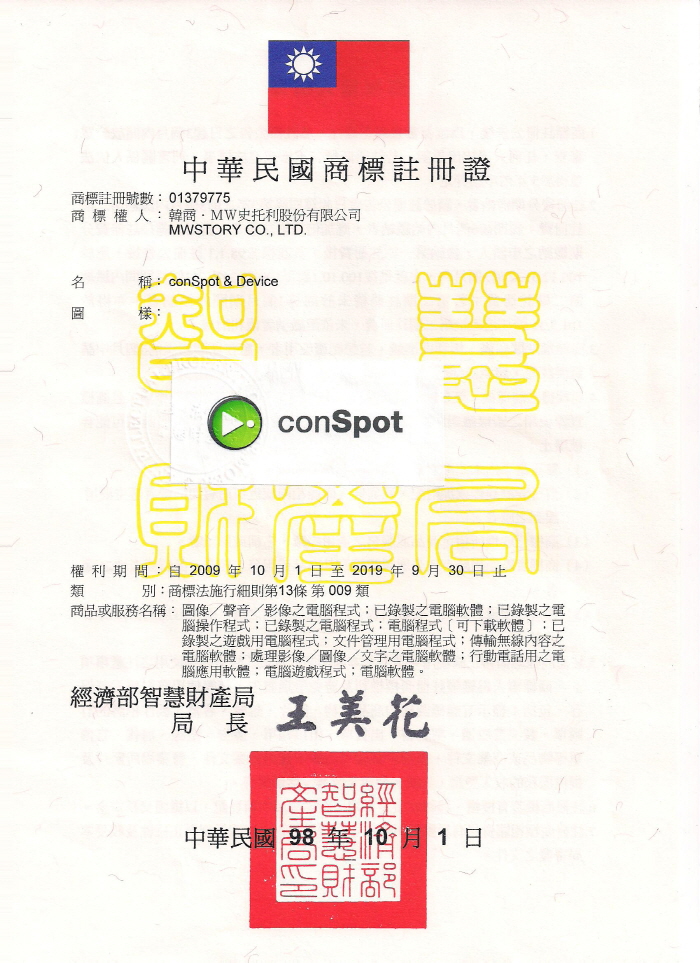 中華民國商標註冊證
商標註冊號數：01379775
商標權人：韓商．MW史托利股份有限公司
MWSTORY CO., LTD.
名稱：conSpot & Device
圖樣：
智慧
conSpot
財產局
權利期間：自 2009 年 10 月 1 日 至 2019 年 9 月 30 日 止
類別：商標法施行細則第13條 第 009 類
商品或服務名稱：圖像／聲音／影像之電腦程式；已錄製之電腦軟體；已錄製之電
腦操作程式；已錄製之電腦程式；電腦程式〔可下載軟體〕；已
錄製之遊戲用電腦程式；文件管理用電腦程式；傳輸無線內容之
電腦軟體；處理影像／圖像／文字之電腦軟體；行動電話用之電
腦應用軟體；電腦遊戲程式；電腦軟體。
經濟部智慧財產局
局長 王美花
經濟部智慧財產局印
中華民國 98 年 10 月 1 日